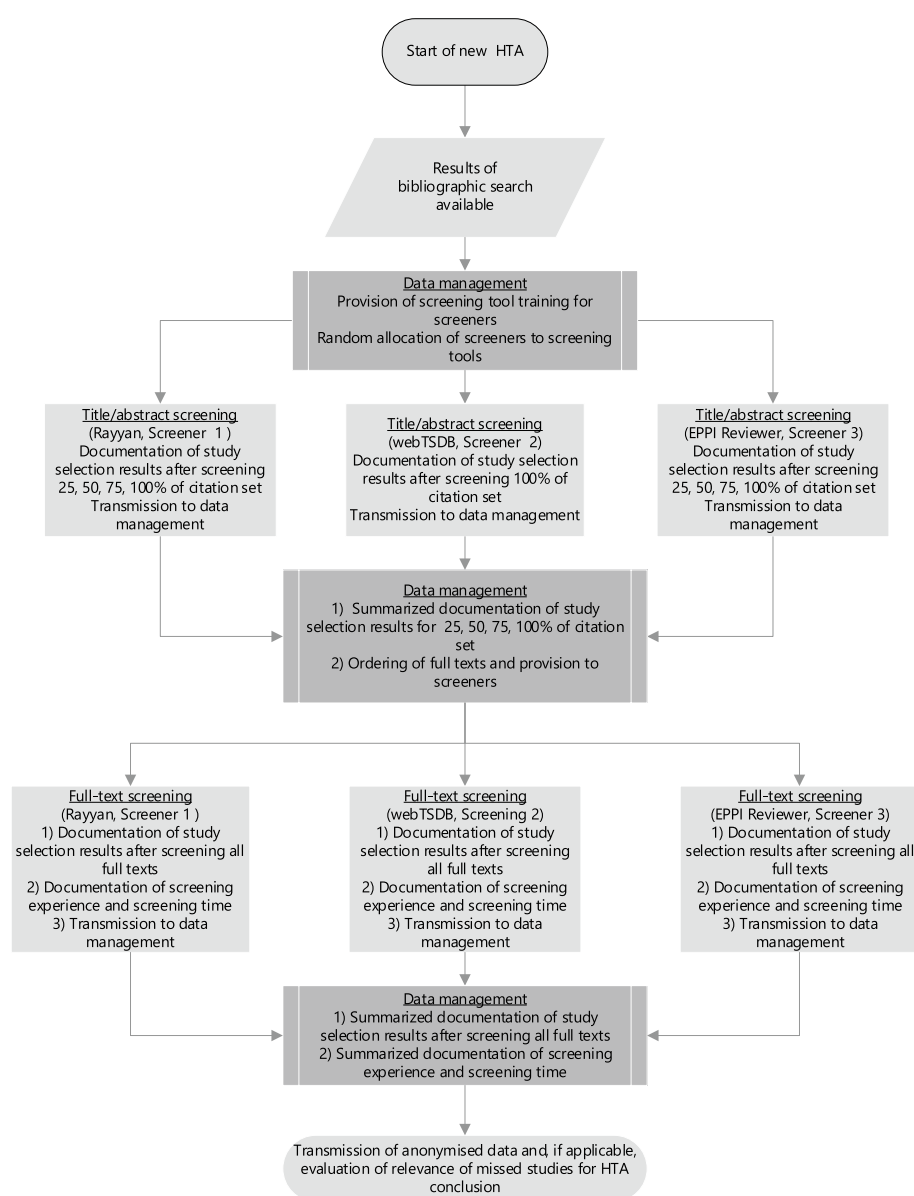 Start of new HTA
Results of
bibliographic search
available
Data management
Provision of screening tool training for
screeners
Random allocation of screeners to screening
tools
Title/abstract screening
(Rayyan, Screener 1 )
Documentation of study
selection results after screening
25, 50, 75, 100% of citation set
Transmission to data
management
Title/abstract screening
(webTSDB, Screener 2)
Documentation of study selection
results after screening 100% of
citation set
Transmission to data management
Title/abstract screening
(EPPI Reviewer, Screener 3)
Documentation of study
selection results after screening
25, 50, 75, 100% of citation set
Transmission to data
management
Data management
1) Summarized documentation of study
selection results for 25, 50, 75, 100% of citation
set
2) Ordering of full texts and provision to
screeners
Full-text screening
(Rayyan, Screener 1 )
1) Documentation of study
selection results after screening all
full texts
2) Documentation of screening
experience and screening time
3) Transmission to data
management
Full-text screening
(webTSDB, Screening 2)
1) Documentation of study
selection results after screening
all full texts
2) Documentation of screening
experience and screening time
3) Transmission to data
management
Full-text screening
(EPPI Reviewer, Screener 3)
1) Documentation of study
selection results after screening all
full texts
2) Documentation of screening
experience and screening time
3) Transmission to data
management
Data management
1) Summarized documentation of study
selection results after screening all full texts
2) Summarized documentation of screening
experience and screening time
Transmission of anonymised data and, if applicable,
evaluation of relevance of missed studies for HTA
conclusion